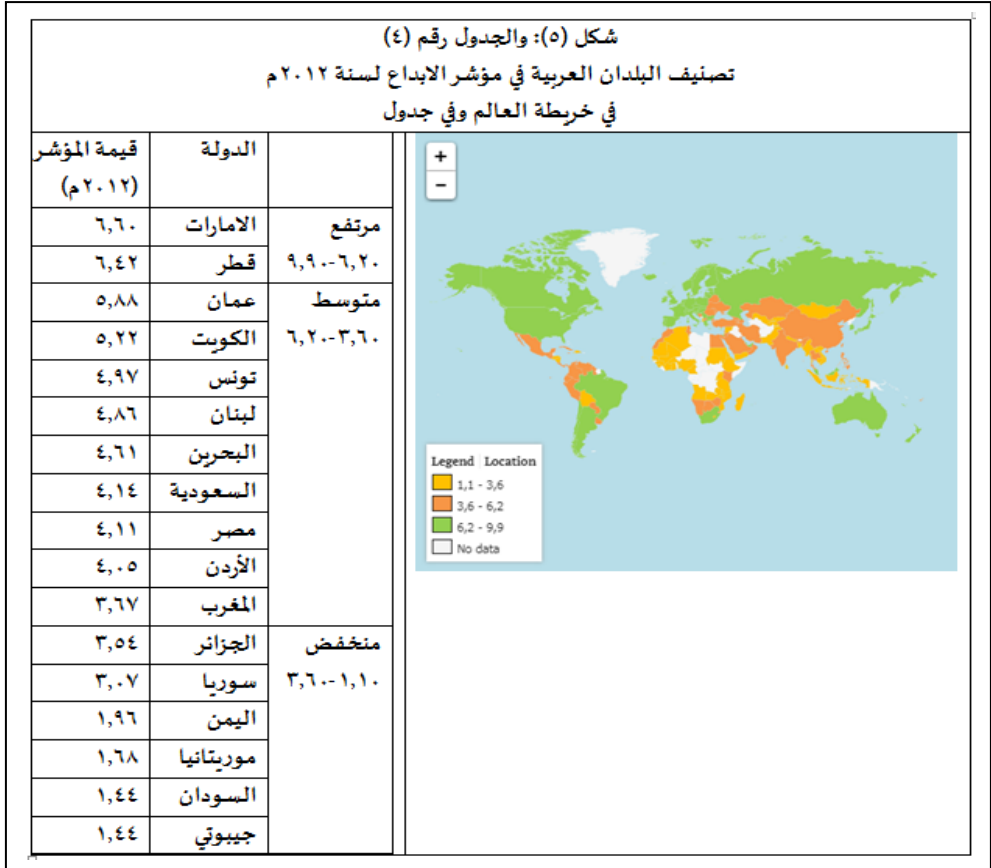 شكل (٥): والجدول رقم (٤)
تصنيف البلدان العربية في مؤشر الابداع لسنة ٢٠١٢م
في خريطة العالم وفي جدول
+
−
Legend Location
1,1 - 3,6
3,6 - 6,2
6,2 - 9,9
No data
الدولة قيمة المؤشر
(٢٠١٢م)
مرتفع الامارات ٦,٦٠
٦,٢٠-٩,٩٠ قطر ٦,٤٢
متوسط عمان ٥,٨٨
٣,٦٠-٦,٢٠ الكويت ٥,٢٢
تونس ٤,٩٧
لبنان ٤,٨٦
البحرين ٤,٦١
السعودية ٤,١٤
مصر ٤,١١
الأردن ٤,٠٥
المغرب ٣,٦٧
منخفض الجزائر ٣,٥٤
١,١٠-٣,٦٠ سوريا ٣,٠٧
اليمن ١,٩٦
موريتانيا ١,٦٨
السودان ١,٤٤
جيبوتي ١,٤٤